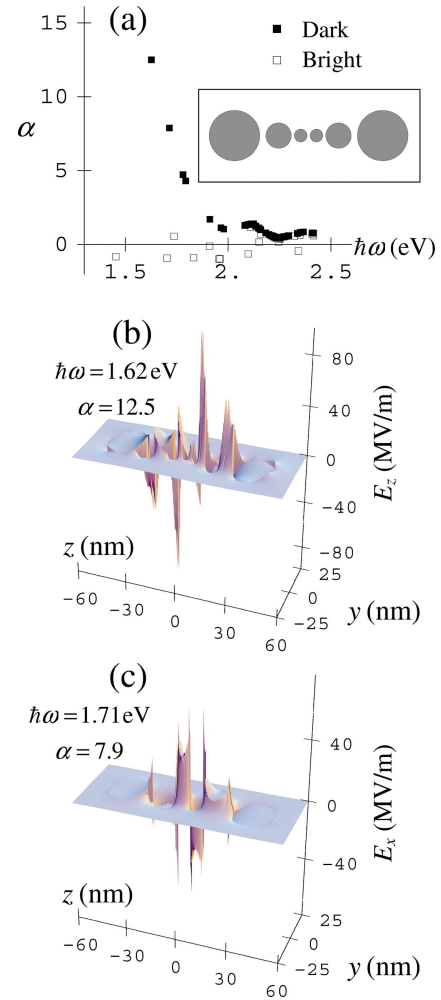 (a)
15
■ Dark
□ Bright
10
α
5
0
ħω (eV)
1.5 2 2.5
(b)
ħω = 1.62 eV
α = 12.5
80
40
0
-40
-80
E_z (MV/m)
z (nm)
-60
-30
0
30
60
25
0
-25
y (nm)
(c)
ħω = 1.71eV
α = 7.9
40
0
-40
E_x (MV/m)
z (nm)
-60
-30
0
30
60
25
0
-25
y (nm)